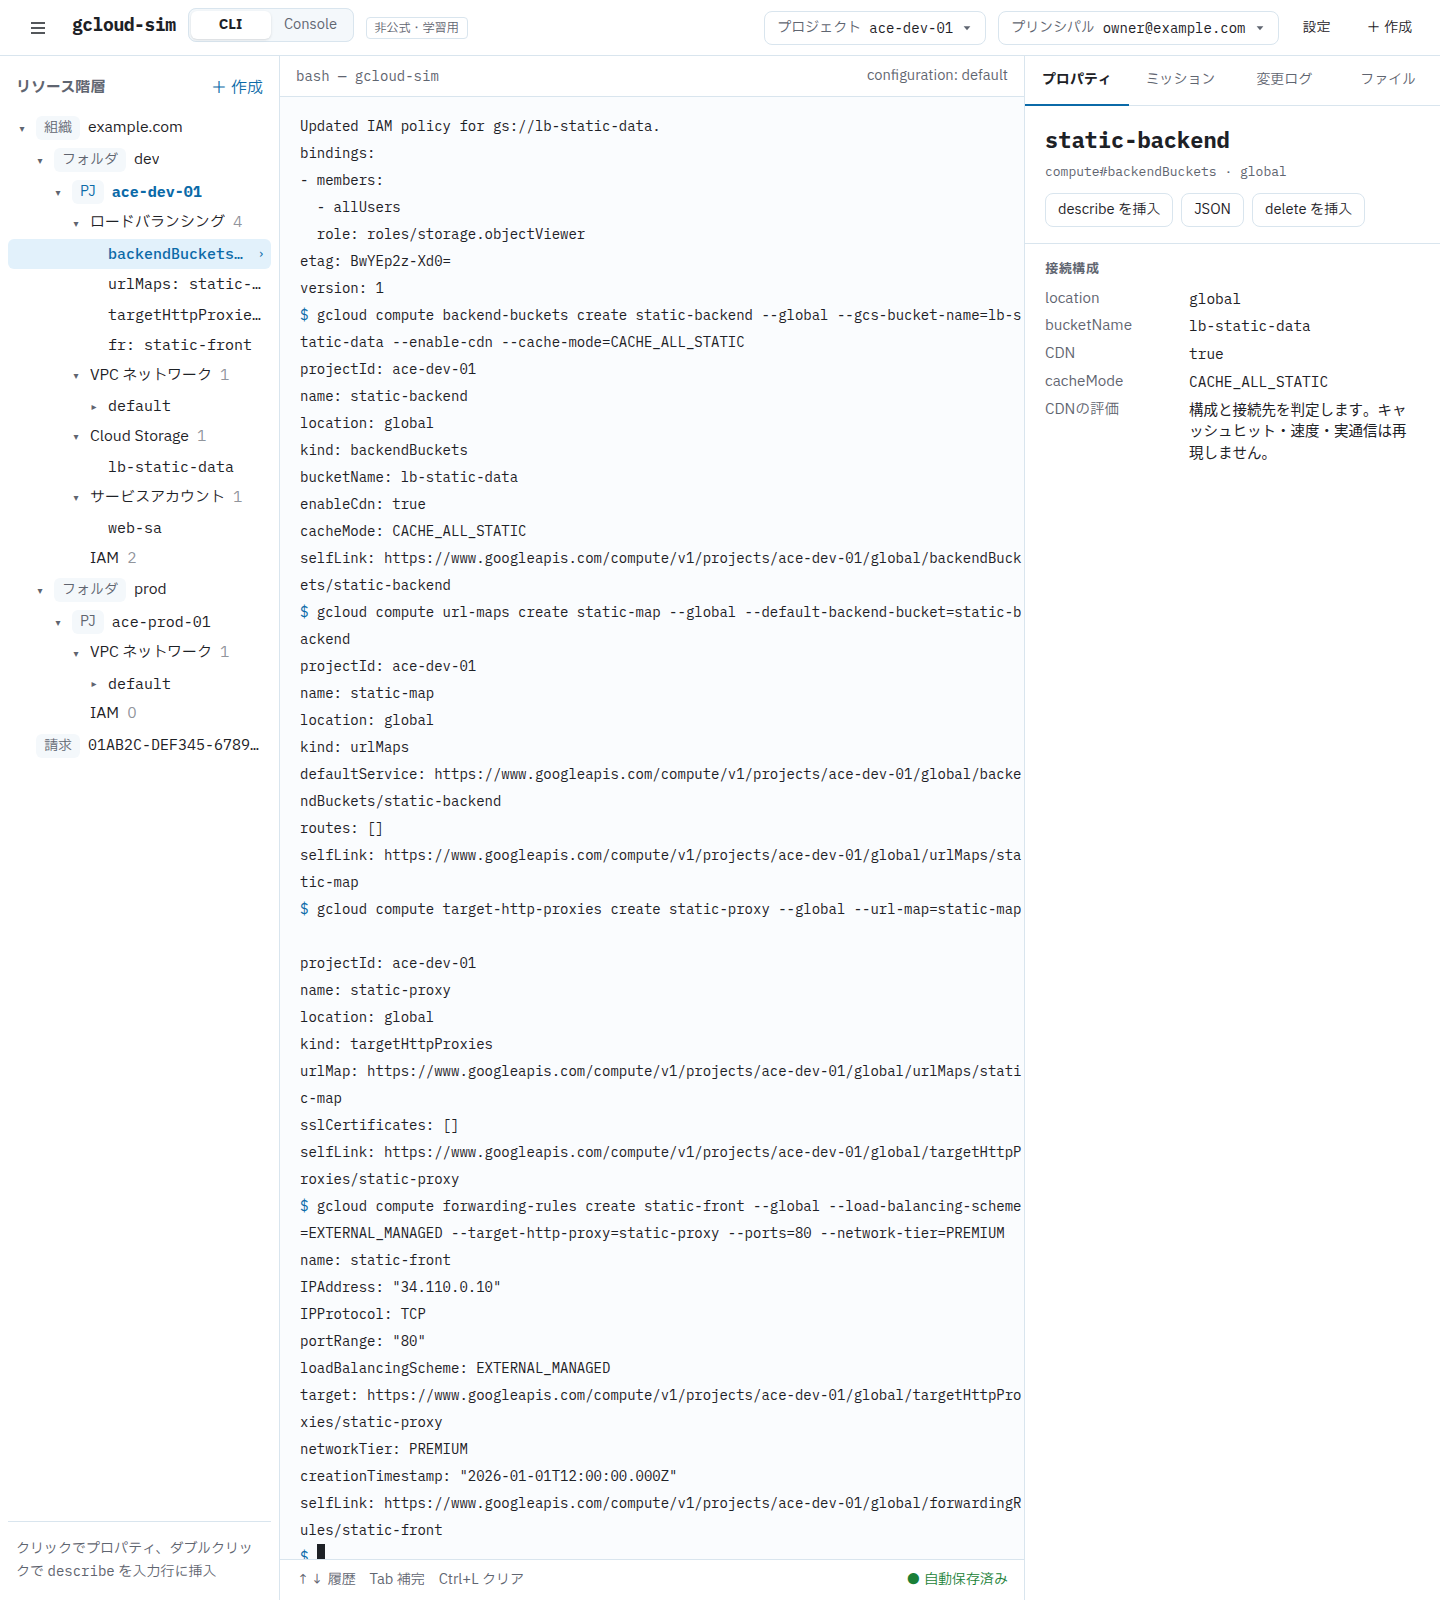 gcloud-sim
CLI
Console
非公式・学習用
プロジェクト ace-dev-01
プリンシパル owner@example.com
設定
＋ 作成
リソース階層
＋ 作成
組織 example.com
フォルダ dev
PJ ace-dev-01
ロードバランシング 4
backendBuckets…
urlMaps: static-…
targetHttpProxie…
fr: static-front
VPC ネットワーク 1
default
Cloud Storage 1
lb-static-data
サービスアカウント 1
web-sa
IAM 2
フォルダ prod
PJ ace-prod-01
VPC ネットワーク 1
default
IAM 0
請求 01AB2C-DEF345-6789…
クリックでプロパティ、ダブルクリッ
クで describe を入力行に挿入
bash — gcloud-sim
configuration: default
Updated IAM policy for gs://lb-static-data.
bindings:
- members:
  - allUsers
  role: roles/storage.objectViewer
etag: BwYEp2z-Xd0=
version: 1
$ gcloud compute backend-buckets create static-backend --global --gcs-bucket-name=lb-s
tatic-data --enable-cdn --cache-mode=CACHE_ALL_STATIC
projectId: ace-dev-01
name: static-backend
location: global
kind: backendBuckets
bucketName: lb-static-data
enableCdn: true
cacheMode: CACHE_ALL_STATIC
selfLink: https://www.googleapis.com/compute/v1/projects/ace-dev-01/global/backendBuck
ets/static-backend
$ gcloud compute url-maps create static-map --global --default-backend-bucket=static-b
ackend
projectId: ace-dev-01
name: static-map
location: global
kind: urlMaps
defaultService: https://www.googleapis.com/compute/v1/projects/ace-dev-01/global/backe
ndBuckets/static-backend
routes: []
selfLink: https://www.googleapis.com/compute/v1/projects/ace-dev-01/global/urlMaps/sta
tic-map
$ gcloud compute target-http-proxies create static-proxy --global --url-map=static-map
projectId: ace-dev-01
name: static-proxy
location: global
kind: targetHttpProxies
urlMap: https://www.googleapis.com/compute/v1/projects/ace-dev-01/global/urlMaps/stati
c-map
sslCertificates: []
selfLink: https://www.googleapis.com/compute/v1/projects/ace-dev-01/global/targetHttpP
roxies/static-proxy
$ gcloud compute forwarding-rules create static-front --global --load-balancing-scheme
=EXTERNAL_MANAGED --target-http-proxy=static-proxy --ports=80 --network-tier=PREMIUM
name: static-front
IPAddress: "34.110.0.10"
IPProtocol: TCP
portRange: "80"
loadBalancingScheme: EXTERNAL_MANAGED
target: https://www.googleapis.com/compute/v1/projects/ace-dev-01/global/targetHttpPro
xies/static-proxy
networkTier: PREMIUM
creationTimestamp: "2026-01-01T12:00:00.000Z"
selfLink: https://www.googleapis.com/compute/v1/projects/ace-dev-01/global/forwardingR
ules/static-front
$
↑↓ 履歴 Tab 補完 Ctrl+L クリア
● 自動保存済み
プロパティ
ミッション
変更ログ
ファイル
static-backend
compute#backendBuckets · global
describe を挿入
JSON
delete を挿入
接続構成
location global
bucketName lb-static-data
CDN true
cacheMode CACHE_ALL_STATIC
CDNの評価 構成と接続先を判定します。キャ
ッシュヒット・速度・実通信は再
現しません。